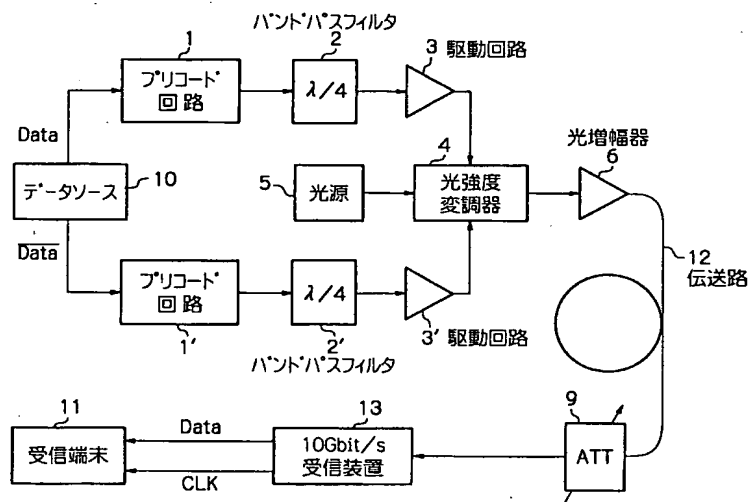 バンドパスフィルタ
1
2
3 駆動回路
プリコード
回路
λ/4
Data
光増幅器
6
4
データソース
10
5
光源
光強度
変調器
12
伝送路
Data
プリコード
回路
λ/4
1'
2'
3' 駆動回路
バンドパスフィルタ
11
13
9
受信端末
Data
CLK
10Gbit/s
受信装置
ATT